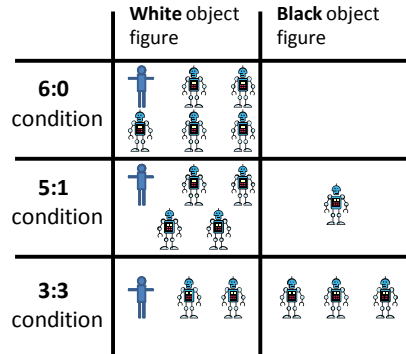 White object
figure
Black object
figure
6:0
condition
5:1
condition
3:3
condition